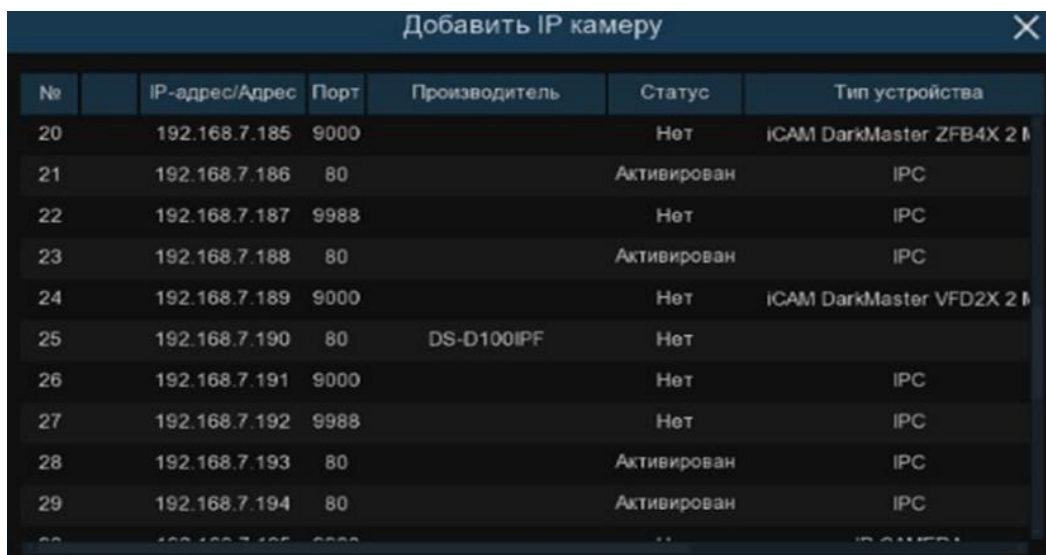 Добавить IP камеру
№ IP-адрес/Адрес Порт Производитель Статус Тип устройства
20 192.168.7.185 9000 Нет iCAM DarkMaster ZFB4X 2
21 192.168.7.186 80 Активирован IPC
22 192.168.7.187 9988 Нет IPC
23 192.168.7.188 80 Активирован IPC
24 192.168.7.189 9000 Нет iCAM DarkMaster VFD2X 2
25 192.168.7.190 80 DS-D100IPF Нет
26 192.168.7.191 9000 Нет IPC
27 192.168.7.192 9988 Нет IPC
28 192.168.7.193 80 Активирован IPC
29 192.168.7.194 80 Активирован IPC